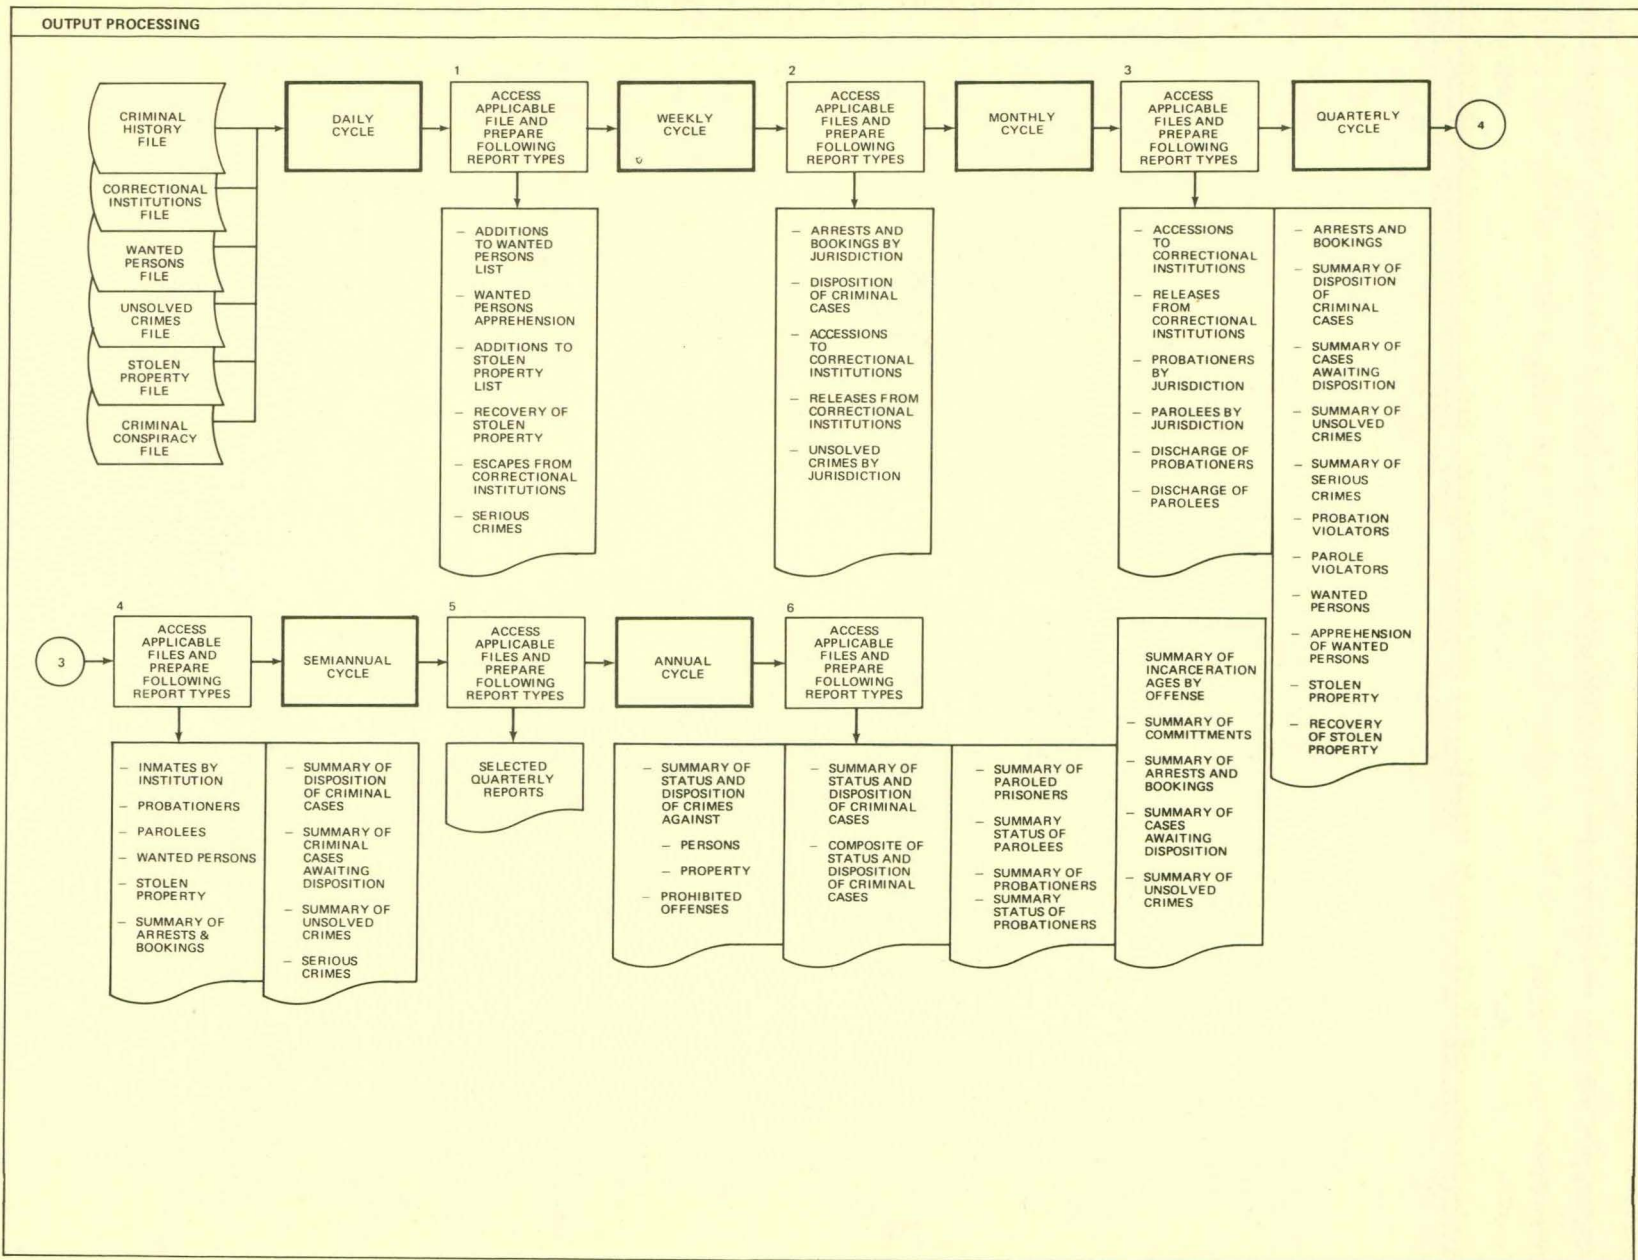 OUTPUT PROCESSING
CRIMINAL
HISTORY
FILE
CORRECTIONAL
INSTITUTIONS
FILE
WANTED
PERSONS
FILE
UNSOLVED
CRIMES
FILE
STOLEN
PROPERTY
FILE
CRIMINAL
CONSPIRACY
FILE
DAILY
CYCLE
1
ACCESS
APPLICABLE
FILE AND
PREPARE
FOLLOWING
REPORT TYPES
– ADDITIONS
TO WANTED
PERSONS
LIST
– WANTED
PERSONS
APPREHENSION
– ADDITIONS TO
STOLEN
PROPERTY
LIST
– RECOVERY OF
STOLEN
PROPERTY
– ESCAPES FROM
CORRECTIONAL
INSTITUTIONS
– SERIOUS
CRIMES
WEEKLY
CYCLE
2
ACCESS
APPLICABLE
FILES AND
PREPARE
FOLLOWING
REPORT TYPES
– ARRESTS AND
BOOKINGS BY
JURISDICTION
– DISPOSITION
OF CRIMINAL
CASES
– ACCESSIONS
TO
CORRECTIONAL
INSTITUTIONS
– RELEASES FROM
CORRECTIONAL
INSTITUTIONS
– UNSOLVED
CRIMES BY
JURISDICTION
MONTHLY
CYCLE
3
ACCESS
APPLICABLE
FILES AND
PREPARE
FOLLOWING
REPORT TYPES
– ACCESSIONS
TO
CORRECTIONAL
INSTITUTIONS
– RELEASES
FROM
CORRECTIONAL
INSTITUTIONS
– PROBATIONERS
BY
JURISDICTION
– PAROLEES BY
JURISDICTION
– DISCHARGE OF
PROBATIONERS
– DISCHARGE OF
PAROLEES
– ARRESTS AND
BOOKINGS
– SUMMARY OF
DISPOSITION
OF
CRIMINAL
CASES
– SUMMARY OF
CASES
AWAITING
DISPOSITION
– SUMMARY OF
UNSOLVED
CRIMES
– SUMMARY OF
SERIOUS
CRIMES
– PROBATION
VIOLATORS
– PAROLE
VIOLATORS
– WANTED
PERSONS
– APPREHENSION
OF WANTED
PERSONS
– STOLEN
PROPERTY
– RECOVERY
OF STOLEN
PROPERTY
QUARTERLY
CYCLE
4
3
4
ACCESS
APPLICABLE
FILES AND
PREPARE
FOLLOWING
REPORT TYPES
– INMATES BY
INSTITUTION
– PROBATIONERS
– PAROLEES
– WANTED PERSONS
– STOLEN
PROPERTY
– SUMMARY OF
ARRESTS &
BOOKINGS
– SUMMARY OF
DISPOSITION
OF CRIMINAL
CASES
– SUMMARY OF
CRIMINAL
CASES
AWAITING
DISPOSITION
– SUMMARY OF
UNSOLVED
CRIMES
– SERIOUS
CRIMES
SEMIANNUAL
CYCLE
5
ACCESS
APPLICABLE
FILES AND
PREPARE
FOLLOWING
REPORT TYPES
SELECTED
QUARTERLY
REPORTS
ANNUAL
CYCLE
6
ACCESS
APPLICABLE
FILES AND
PREPARE
FOLLOWING
REPORT TYPES
– SUMMARY OF
STATUS AND
DISPOSITION
OF CRIMES
AGAINST
– PERSONS
– PROPERTY
– PROHIBITED
OFFENSES
– SUMMARY OF
STATUS AND
DISPOSITION
OF CRIMINAL
CASES
– COMPOSITE OF
STATUS AND
DISPOSITION
OF CRIMINAL
CASES
– SUMMARY OF
PAROLED
PRISONERS
– SUMMARY
STATUS OF
PAROLEES
– SUMMARY OF
PROBATIONERS
– SUMMARY
STATUS OF
PROBATIONERS
SUMMARY OF
INCARCERATION
AGES BY
OFFENSE
– SUMMARY OF
COMMITTMENTS
– SUMMARY OF
ARRESTS AND
BOOKINGS
– SUMMARY OF
CASES
AWAITING
DISPOSITION
– SUMMARY OF
UNSOLVED
CRIMES